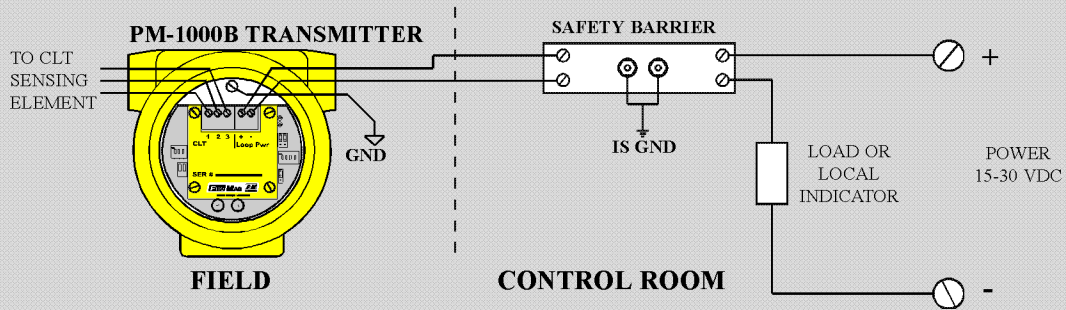 PM-1000B TRANSMITTER
TO CLT
SENSING
ELEMENT
1 2 3 + -
CLT
Loop Pwr
SER #
GND
FIELD
SAFETY BARRIER
IS GND
CONTROL ROOM
LOAD OR
LOCAL
INDICATOR
+
POWER
15-30 VDC
-